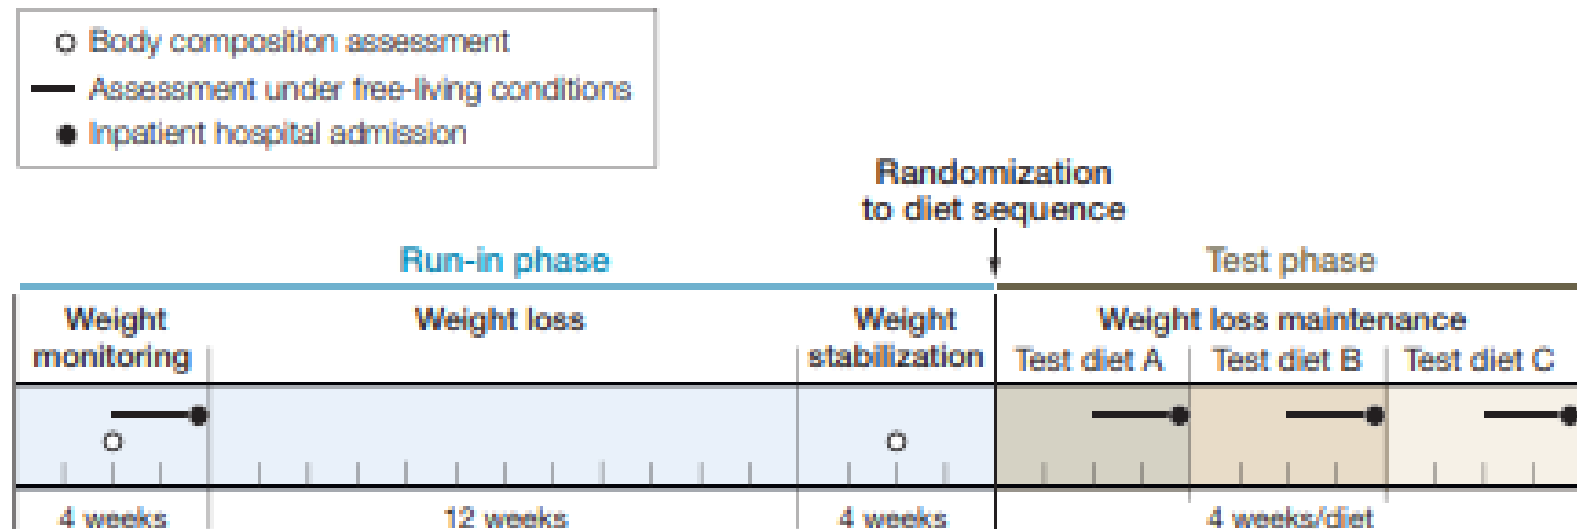 Body composition assessment
Assessment under free-living conditions
Inpatient hospital admission
Randomization
to diet sequence
Run-in phase
Test phase
Weight
monitoring
Weight loss
Weight
stabilization
Weight loss maintenance
Test diet A
Test diet B
Test diet C
4 weeks
12 weeks
4 weeks
4 weeks/diet